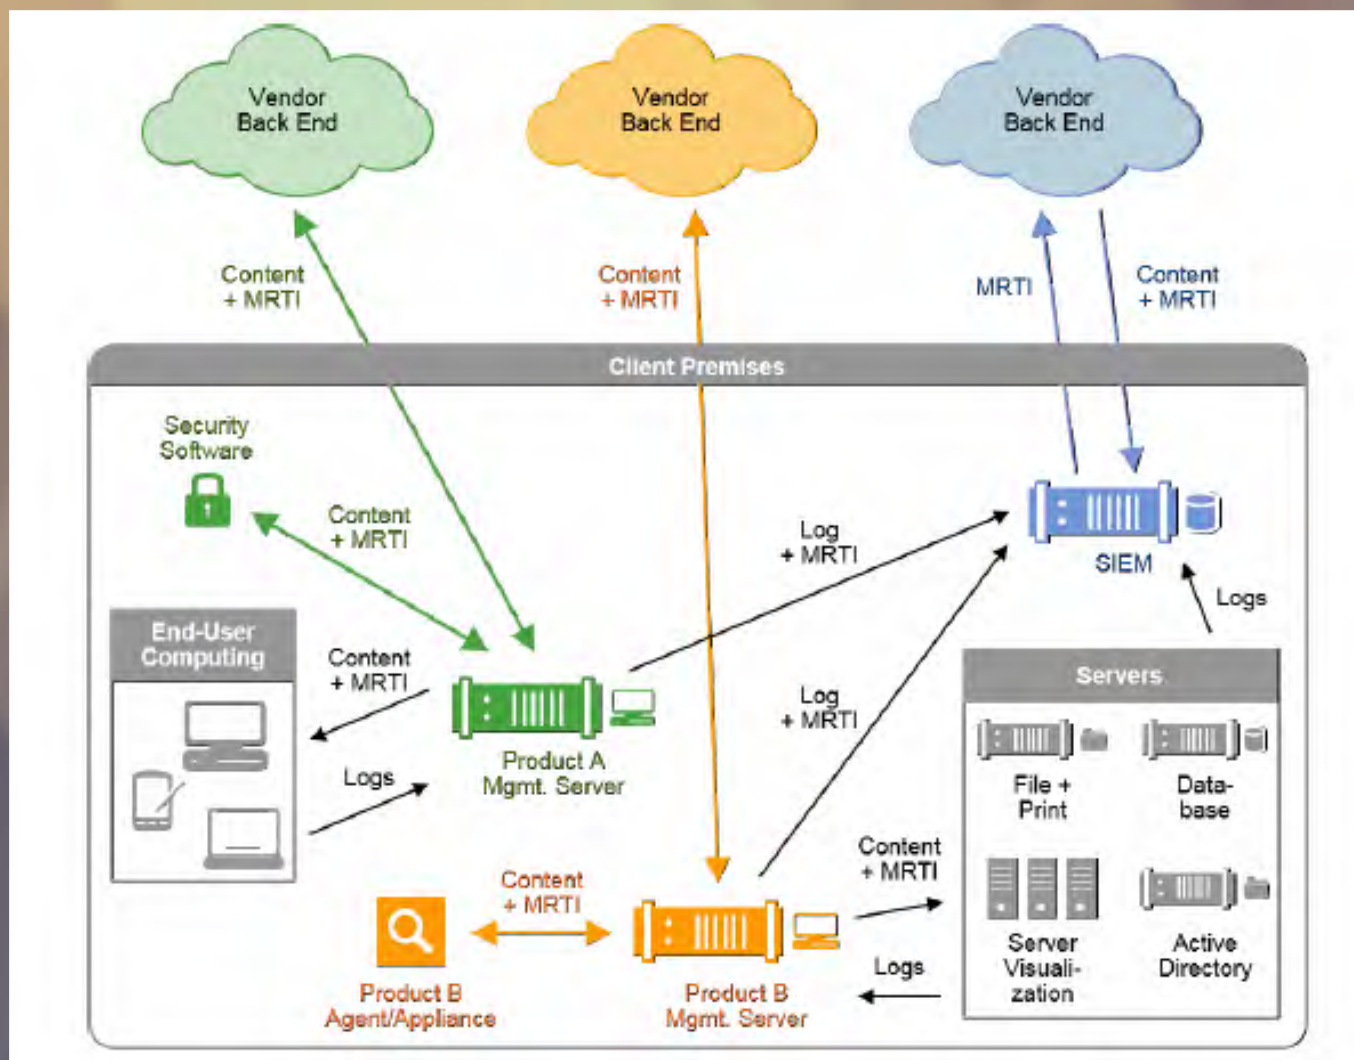 Vendor
Back End
Vendor
Back End
Vendor
Back End
Content
+ MRTI
Content
+ MRTI
MRTI
Content
+ MRTI
Client Premises
Security
Software
Content
+ MRTI
Log
+ MRTI
SIEM
Logs
End-User
Computing
Content
+ MRTI
Logs
Product A
Mgmt. Server
Log
+ MRTI
Servers
File +
Print
Data-
base
Content
+ MRTI
Server
Visuali-
zation
Active
Directory
Logs
Content
+ MRTI
Product B
Agent/Appliance
Product B
Mgmt. Server